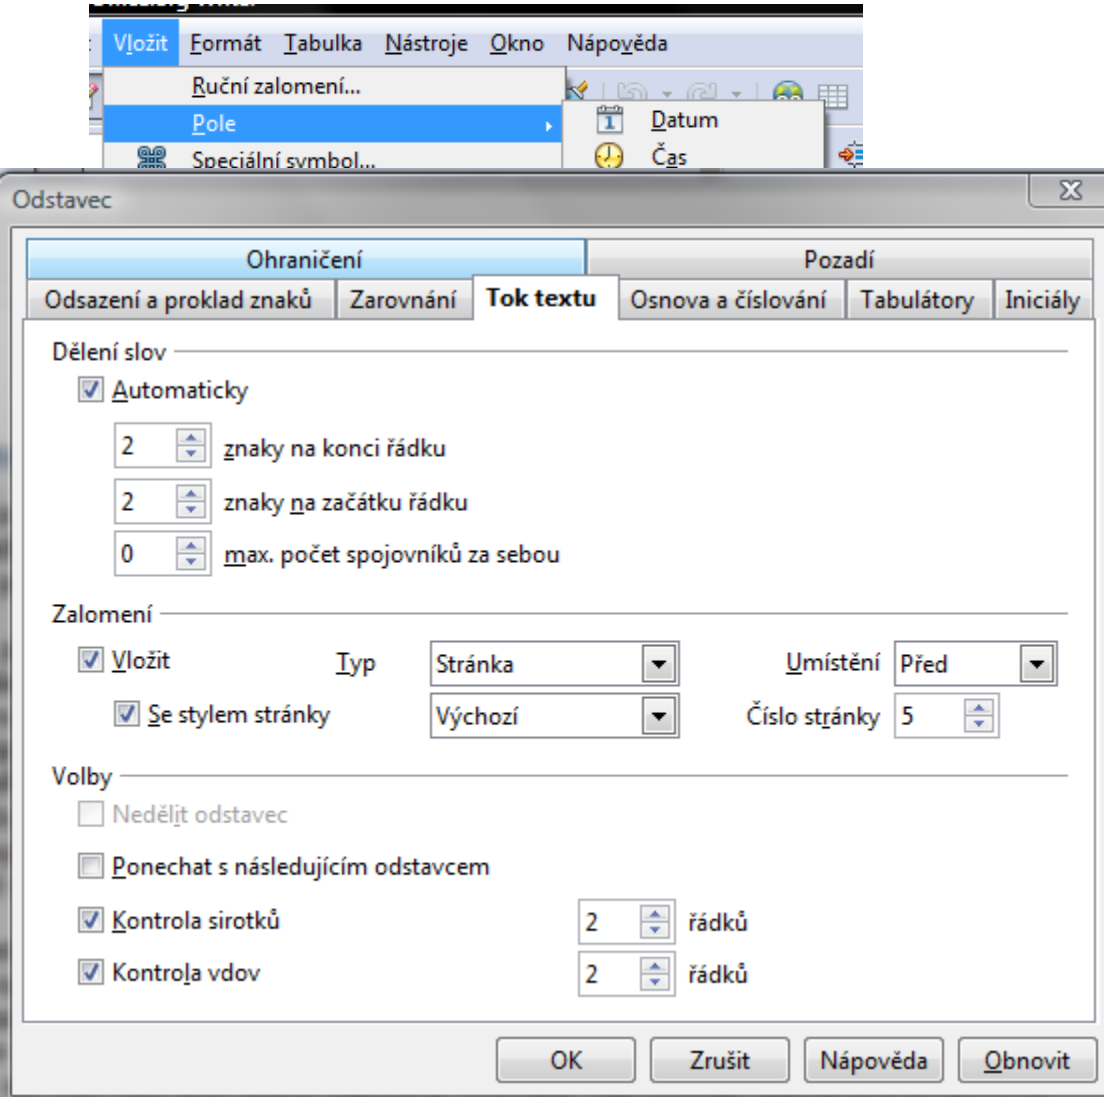 Vložit Formát Tabulka Nástroje Okno Nápověda
Ruční zalomení...
Pole Datum
Speciální symbol... Čas
Odstavec
Ohraničení Pozadí
Odsazení a proklad znaků Zarovnání Tok textu Osnova a číslování Tabulátory Iniciály
Dělení slov
Automaticky
2 znaky na konci řádku
2 znaky na začátku řádku
0 max. počet spojovníků za sebou
Zalomení
Vložit Typ Stránka Umístění Před
Se stylem stránky Výchozí Číslo stránky 5
Volby
Nedělit odstavec
Ponechat s následujícím odstavcem
Kontrola sirotků 2 řádků
Kontrola vdov 2 řádků
OK Zrušit Nápověda Obnovit